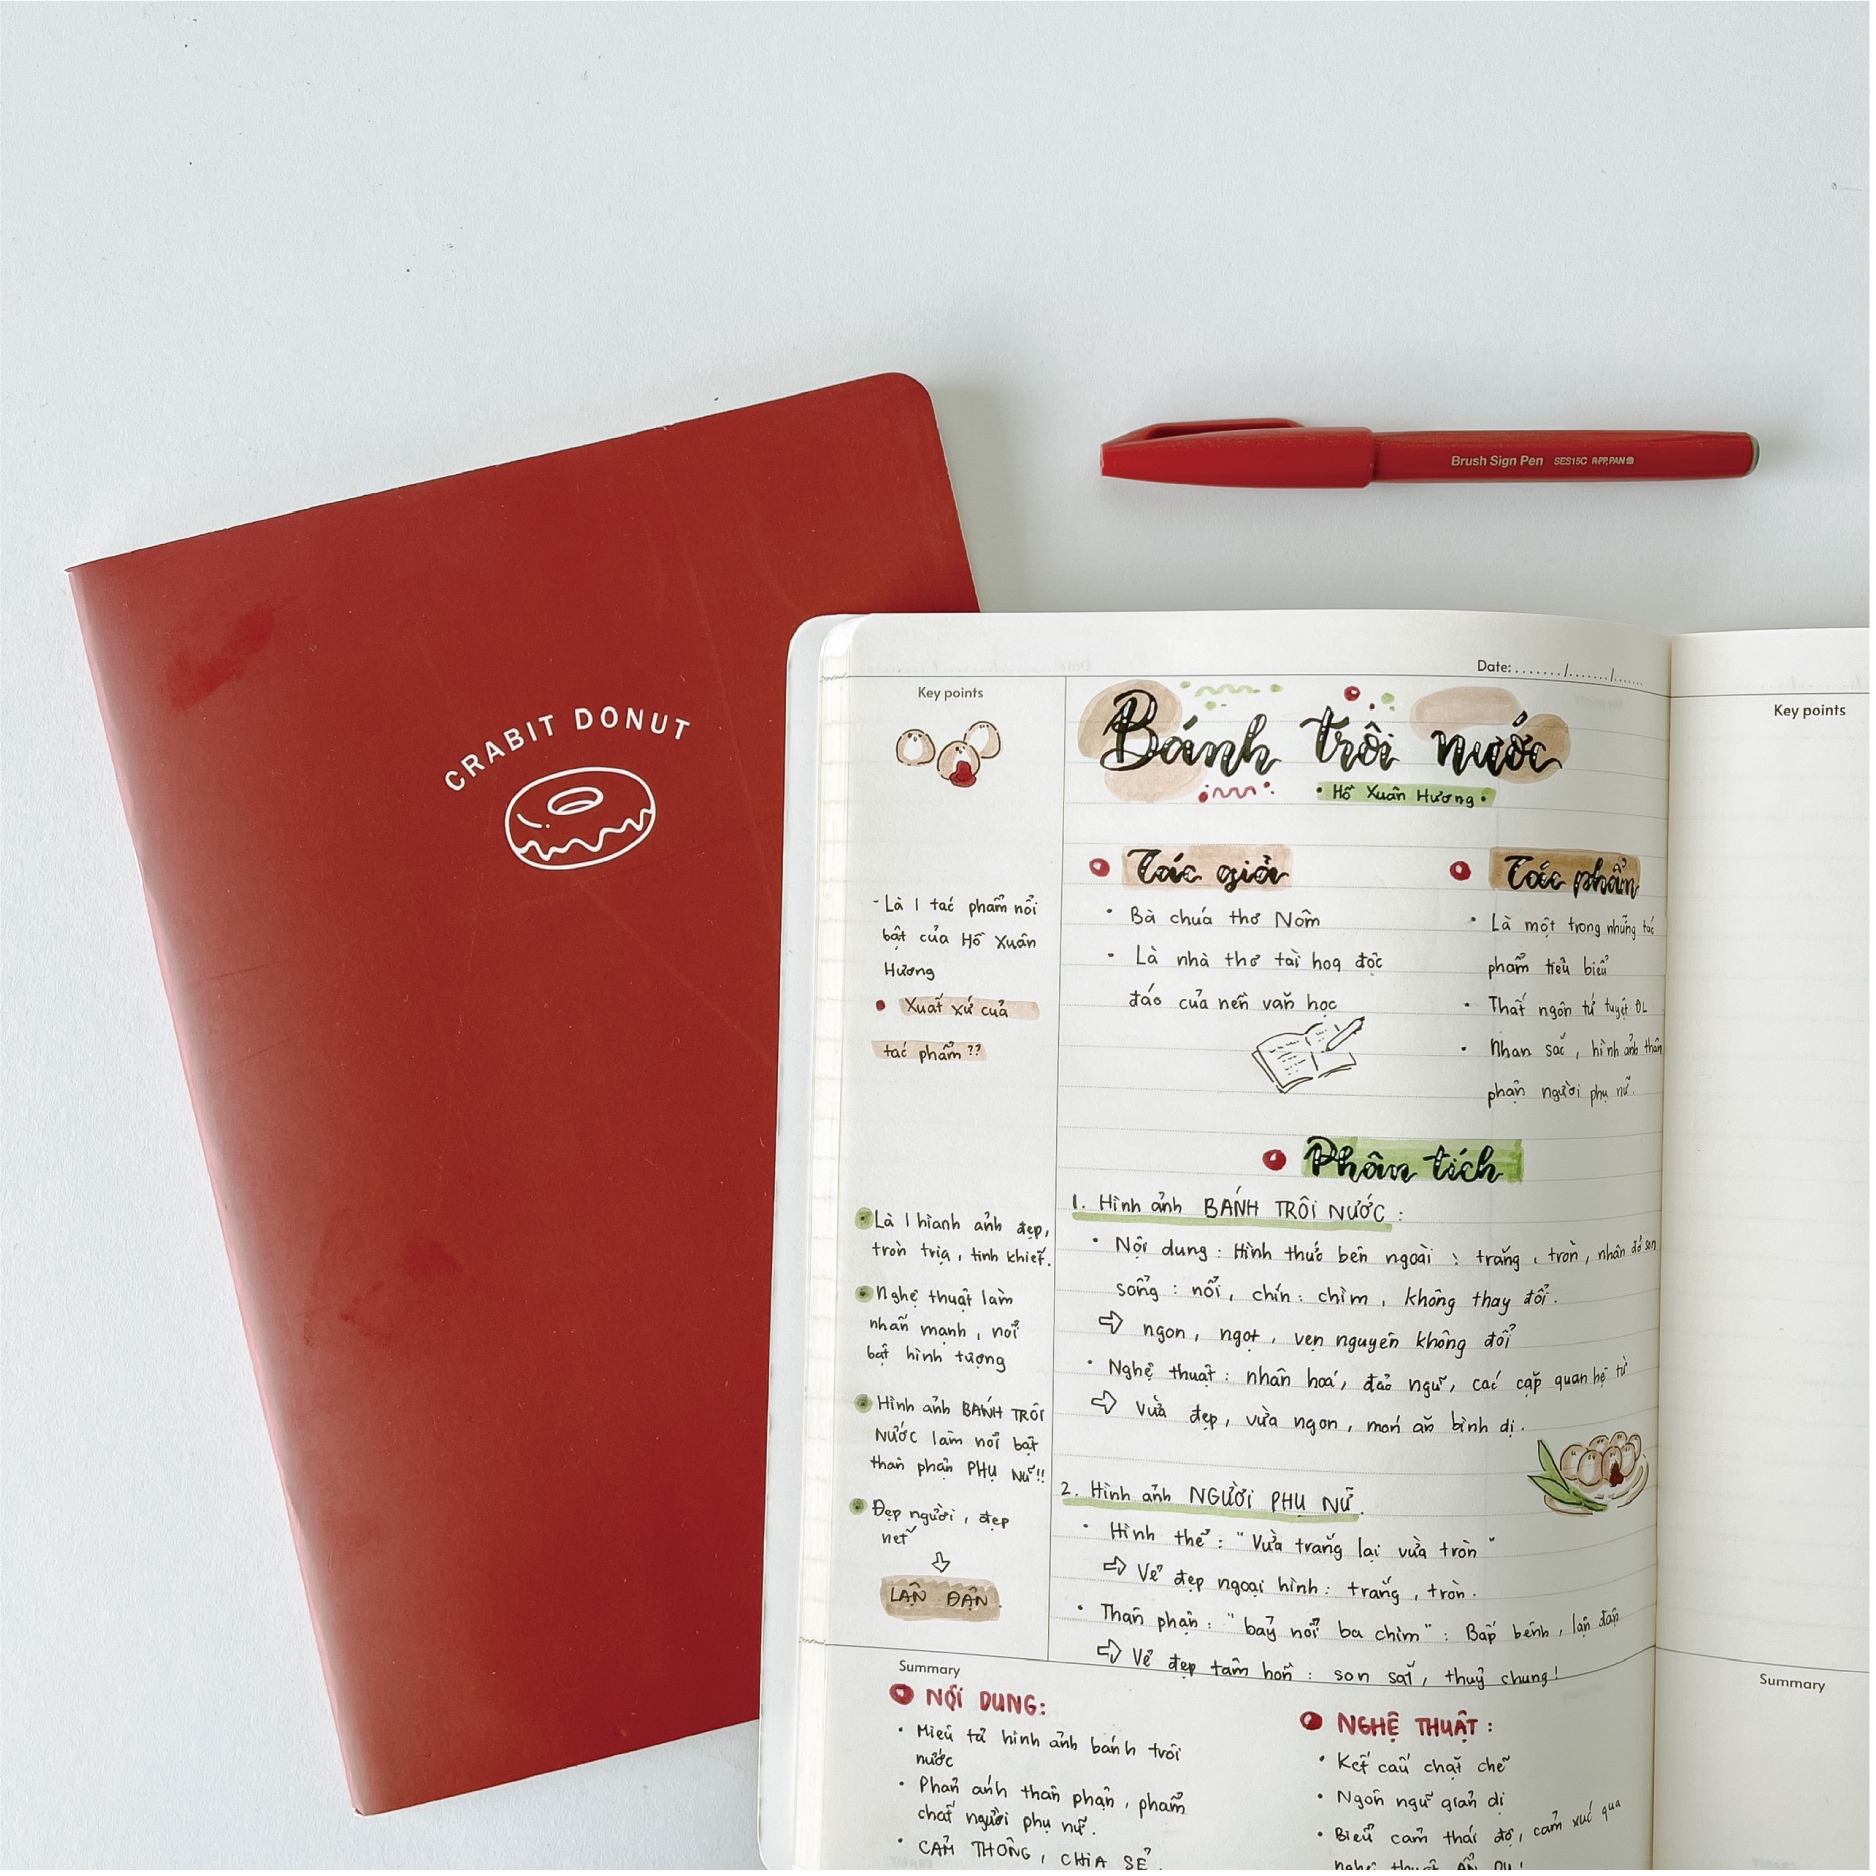 CRABIT DONUT
Brush Sign Pen SES15C
Date:......./......./.......
Key points
Bánh trôi nước
• Hồ Xuân Hương •
- Là 1 tác phẩm nổi
bật của Hồ Xuân
Hương
• Xuất xứ của
tác phẩm ??
• Là 1 hianh ảnh đẹp,
tròn trịa, tinh khiết.
• Nghệ thuật làm
nhấn mạnh, nổi
bật hình tượng
• Hình ảnh BÁNH TRÔI
NƯỚC làm nổi bật
thân phận PHỤ NỮ!!
• Đẹp người, đẹp
nết
⇩
LẬN ĐẬN.
• Tác giả
• Bà chúa thơ Nôm
• Là nhà thơ tài hoa độc
đáo của nền văn học
• Tác phẩm
• Là một trong những tác
phẩm tiêu biểu
• Thất ngôn tứ tuyệt ĐL
• Nhan sắc, hình ảnh thân
phận người phụ nữ.
• Phân tích
1. Hình ảnh BÁNH TRÔI NƯỚC :
• Nội dung : Hình thức bên ngoài : trắng, tròn, nhân đỏ son
sống : nổi, chín : chìm, không thay đổi.
⇨ ngon, ngọt, vẹn nguyên không đổi
• Nghệ thuật : nhân hoá, đảo ngữ, các cặp quan hệ từ
⇨ Vừa đẹp, vừa ngon, món ăn bình dị.
2. Hình ảnh NGƯỜI PHỤ NỮ.
• Hình thể : "Vừa trắng lại vừa tròn"
⇨ Vẻ đẹp ngoại hình : trắng, tròn.
• Thân phận : "bảy nổi ba chìm" : Bấp bênh, lận đận
⇨ Vẻ đẹp tâm hồn : son sắt, thuỷ chung!
Summary
• NỘI DUNG:
• Miêu tả hình ảnh bánh trôi
nước
• Phản ánh thân phận, phẩm
chất người phụ nữ.
• CẢM THÔNG, CHIA SẺ
• NGHỆ THUẬT :
• Kết cấu chặt chẽ
• Ngôn ngữ giản dị
• Biểu cảm thái độ, cảm xúc qua
nghệ thuật ẨN DỤ!
Key points
Summary